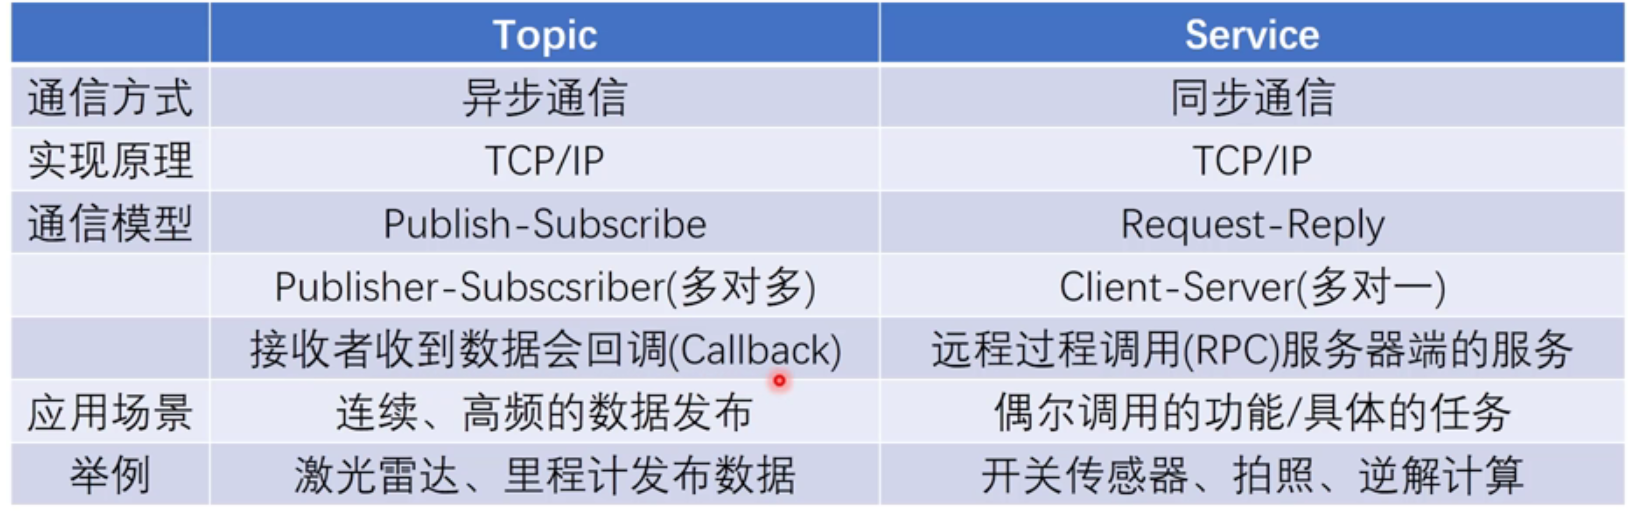 Topic Service
通信方式 异步通信 同步通信
实现原理 TCP/IP TCP/IP
通信模型 Publish-Subscribe Request-Reply
Publisher-Subscsriber(多对多) Client-Server(多对一)
接收者收到数据会回调(Callback) 远程过程调用(RPC)服务器端的服务
应用场景 连续、高频的数据发布 偶尔调用的功能/具体的任务
举例 激光雷达、里程计发布数据 开关传感器、拍照、逆解计算